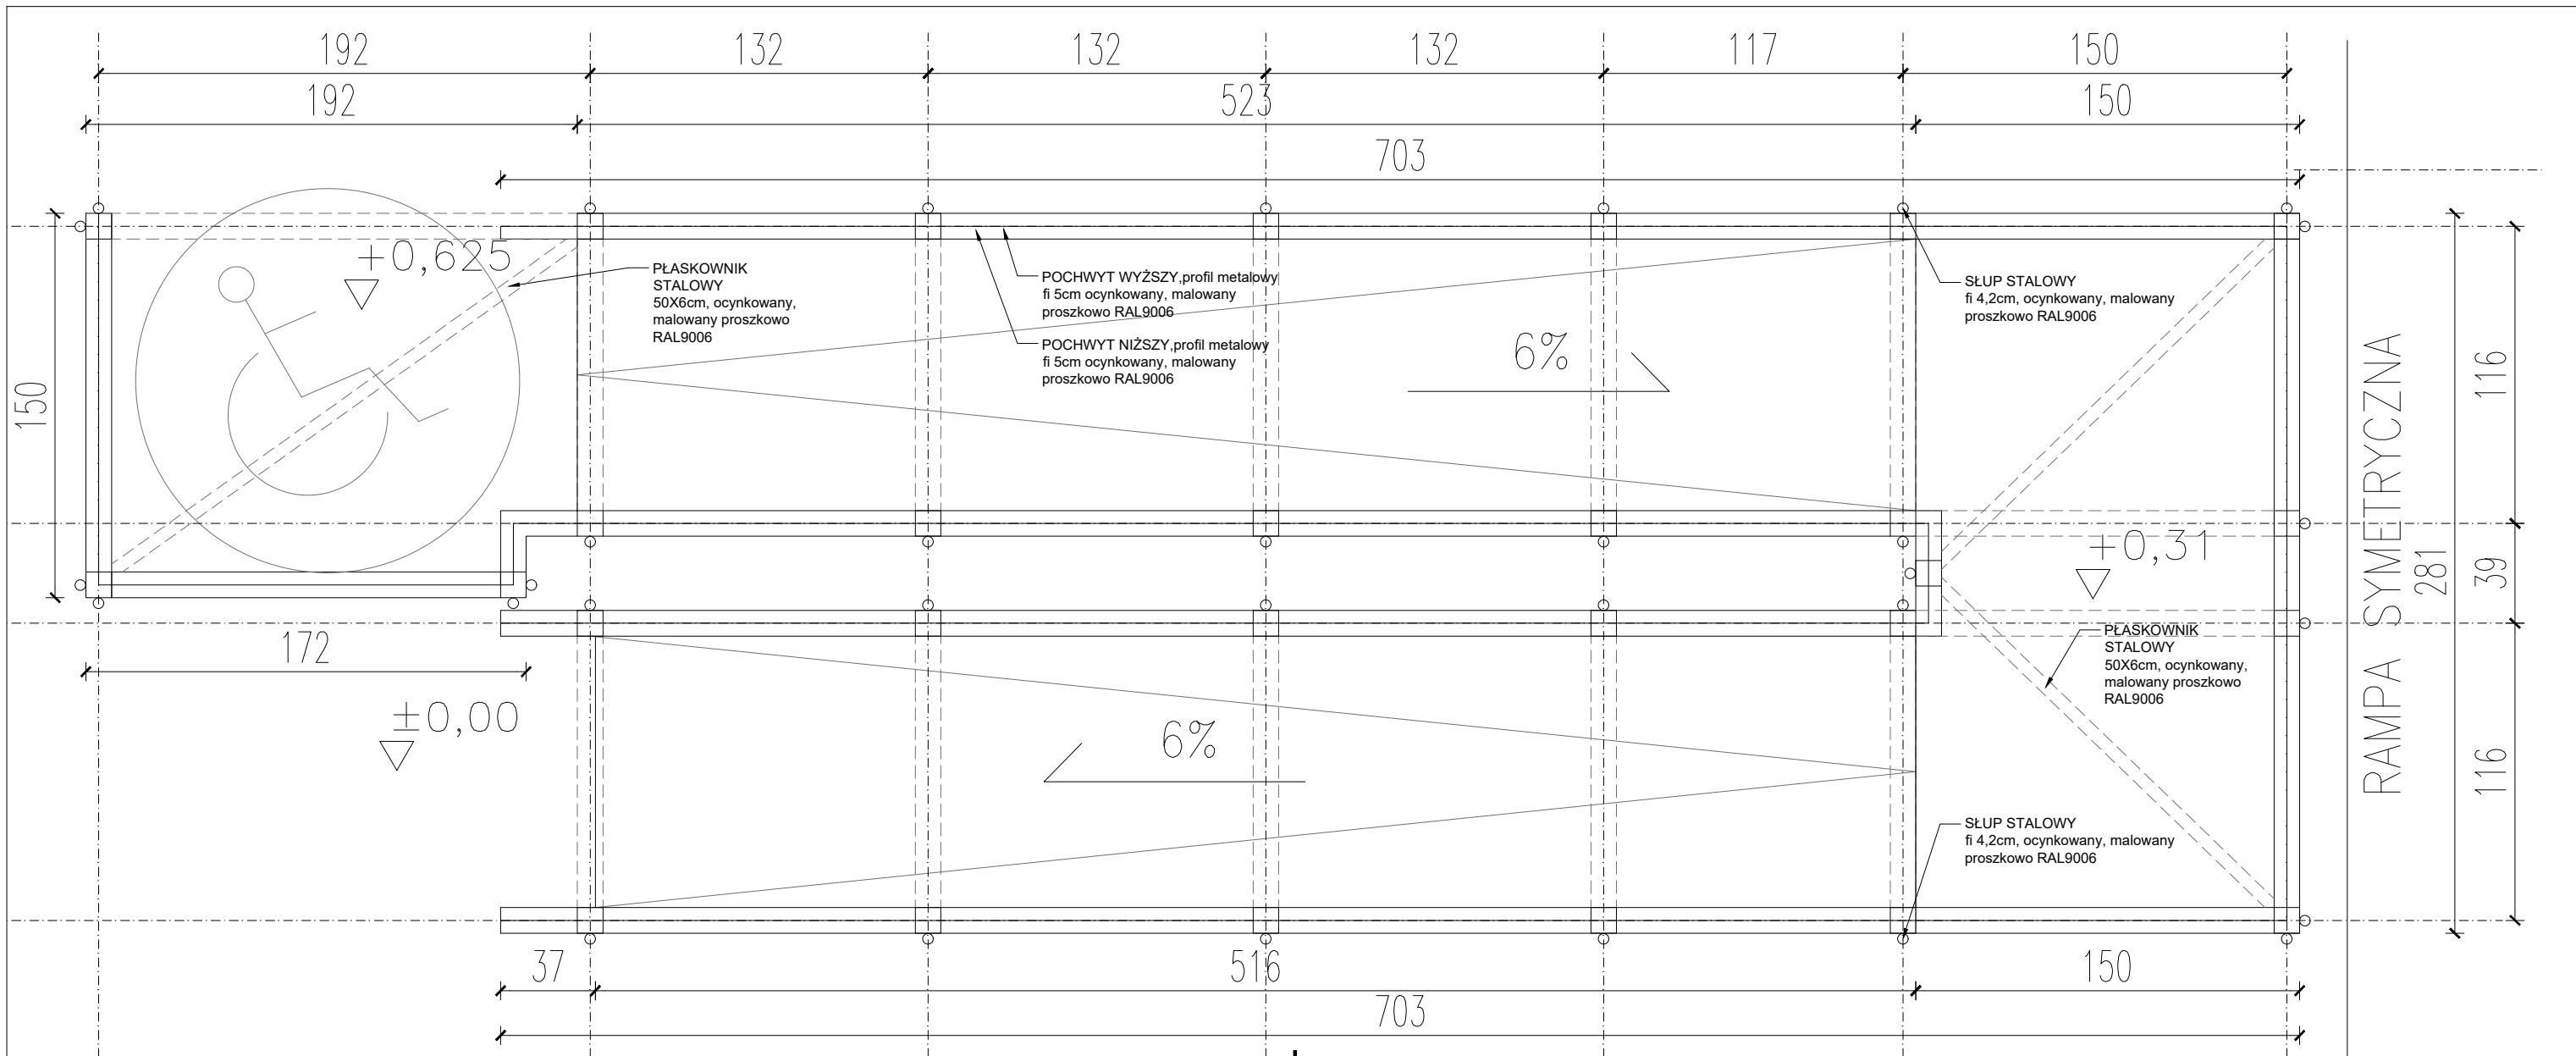 192
132
132
132
117
150
192
523
150
703
+0,625
PŁASKOWNIK
STALOWY
50X6cm, ocynkowany,
malowany proszkowo
RAL9006
POCHWYT WYŻSZY,profil metalowy
fi 5cm ocynkowany, malowany
proszkowo RAL9006
POCHWYT NIŻSZY,profil metalowy
fi 5cm ocynkowany, malowany
proszkowo RAL9006
6%
SŁUP STALOWY
fi 4,2cm, ocynkowany, malowany
proszkowo RAL9006
150
116
RAMPA SYMETRYCZNA
281
39
+0,31
172
±0,00
PŁASKOWNIK
STALOWY
50X6cm, ocynkowany,
malowany proszkowo
RAL9006
6%
116
SŁUP STALOWY
fi 4,2cm, ocynkowany, malowany
proszkowo RAL9006
37
516
150
703